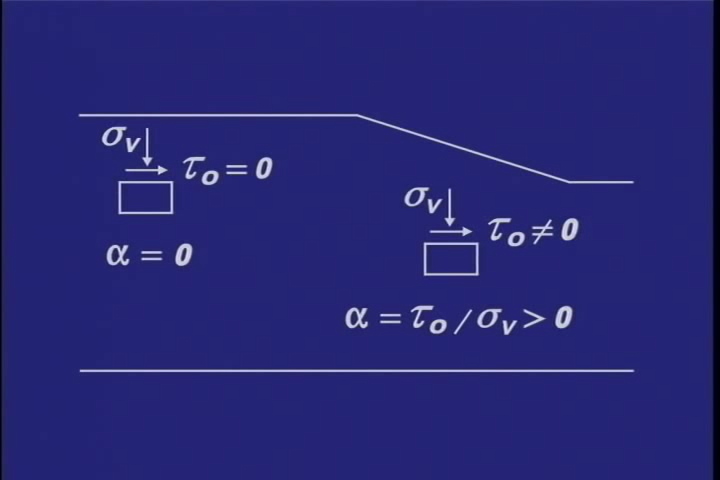 σv
τo = 0
α = 0
σv
τo ≠ 0
α = τo / σv > 0